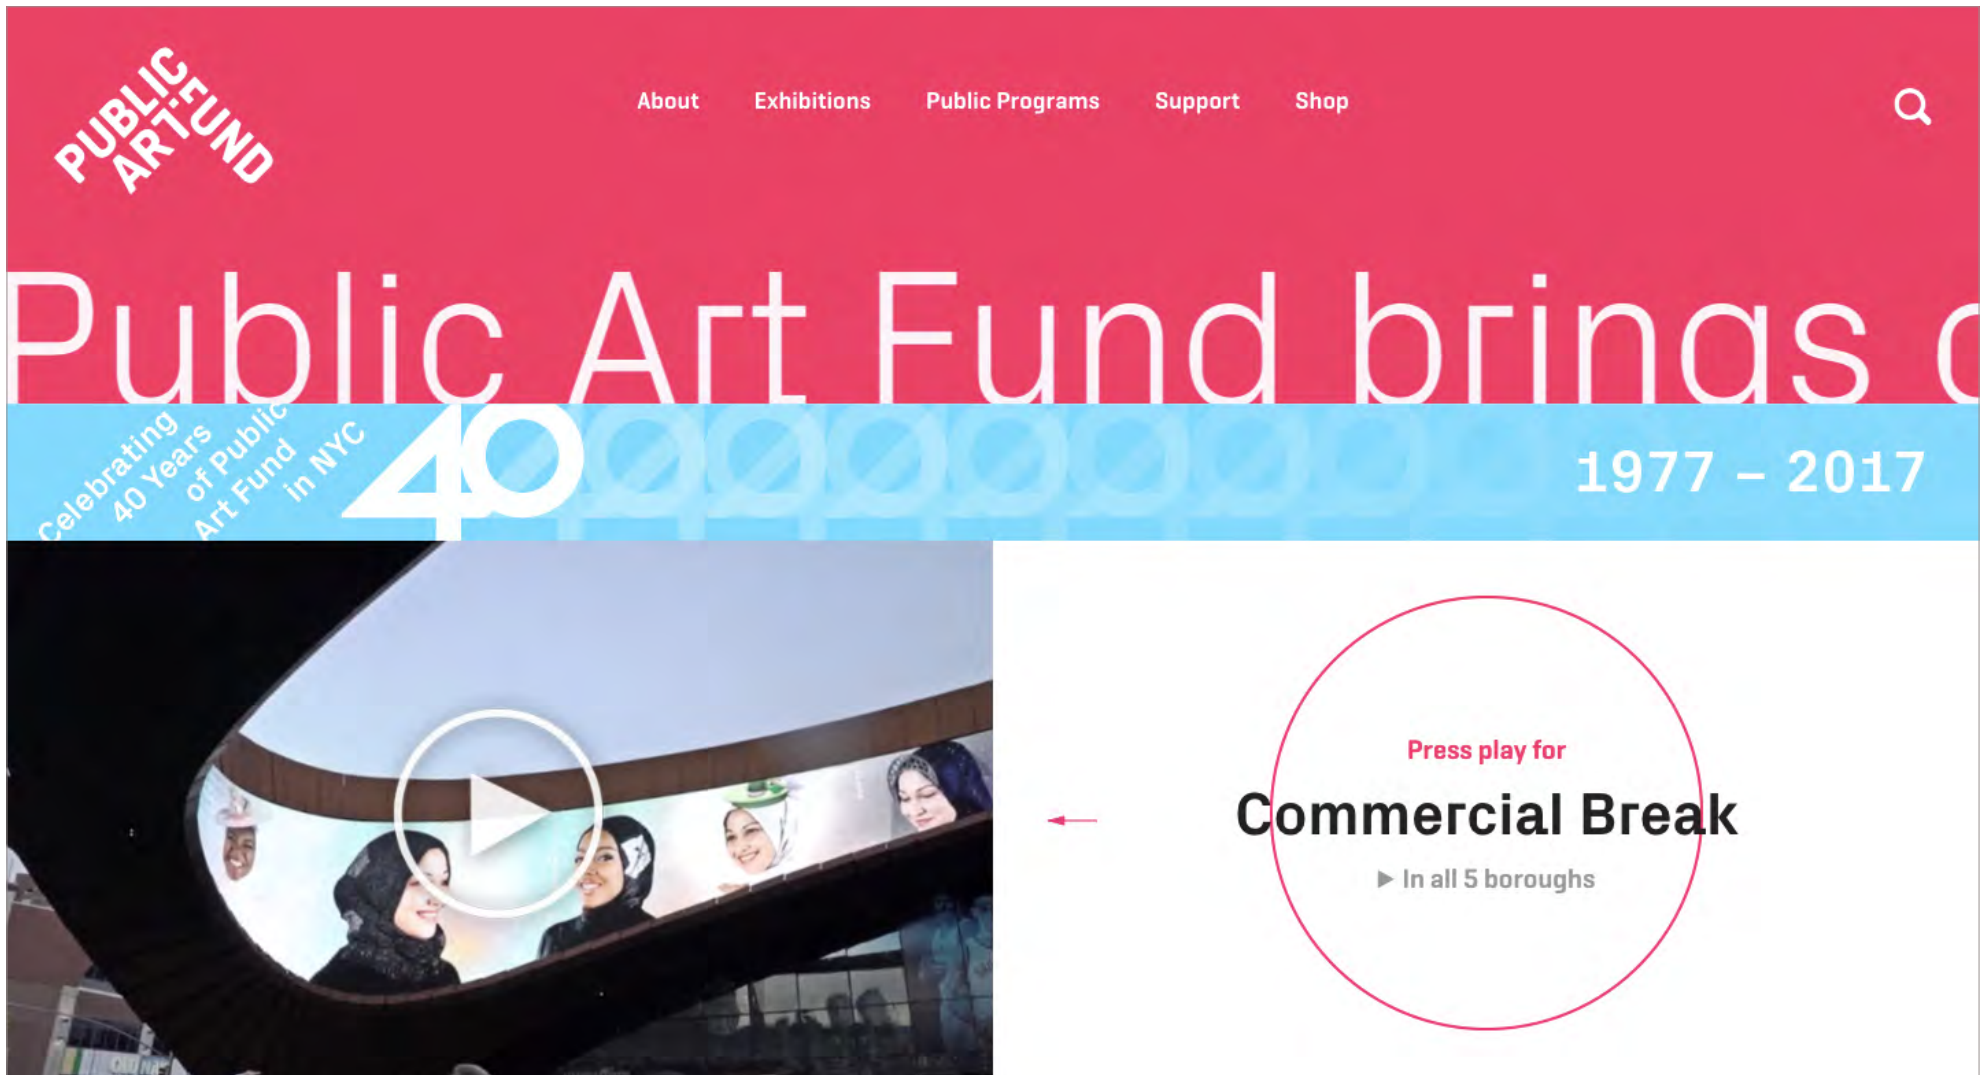 PUBLIC
ART FUND
About Exhibitions Public Programs Support Shop
Public Art Fund brings
Celebrating
40 Years
of Public
Art Fund
in NYC
40
1977 – 2017
Press play for
Commercial Break
In all 5 boroughs